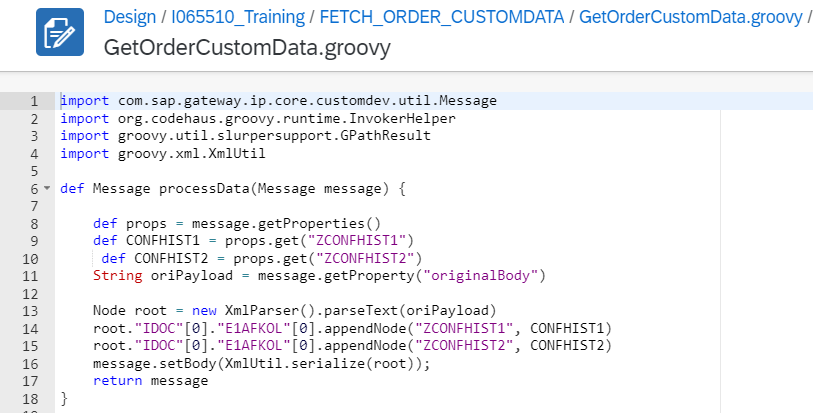 Design / I065510_Training / FETCH_ORDER_CUSTOMDATA / GetOrderCustomData.groovy /
GetOrderCustomData.groovy
1 import com.sap.gateway.ip.core.customdev.util.Message
2 import org.codehaus.groovy.runtime.InvokerHelper
3 import groovy.util.slurpersupport.GPathResult
4 import groovy.xml.XmlUtil
5
6 def Message processData(Message message) {
7
8     def props = message.getProperties()
9     def CONFHIST1 = props.get("ZCONFHIST1")
10      def CONFHIST2 = props.get("ZCONFHIST2")
11     String oriPayload = message.getProperty("originalBody")
12
13     Node root = new XmlParser().parseText(oriPayload)
14     root."IDOC"[0]."E1AFKOL"[0].appendNode("ZCONFHIST1", CONFHIST1)
15     root."IDOC"[0]."E1AFKOL"[0].appendNode("ZCONFHIST2", CONFHIST2)
16     message.setBody(XmlUtil.serialize(root));
17     return message
18 }